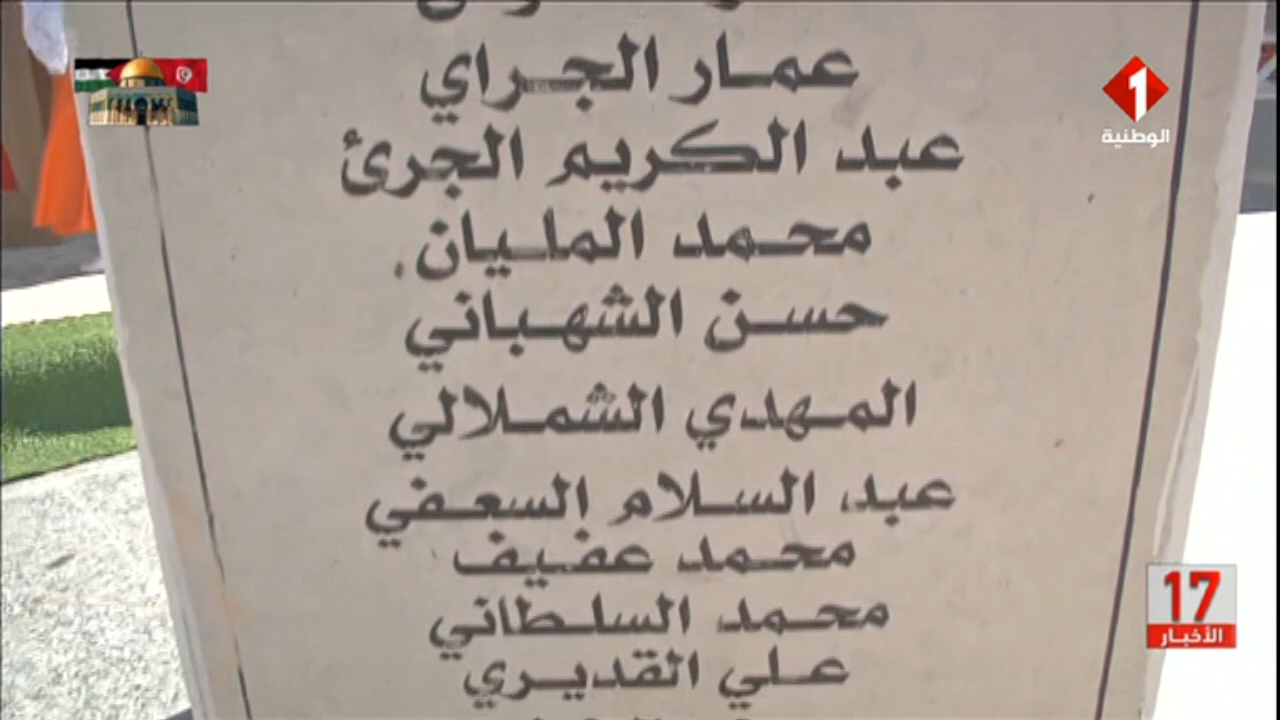 عمار الجراي
عبد الكريم الجرئ
محمد المليان.
حسن الشهباني
المهدي الشملالي
عبد السلام السعفي
محمد عفيف
محمد السلطاني
علي القديري
1
الوطنية
17
الأخبار